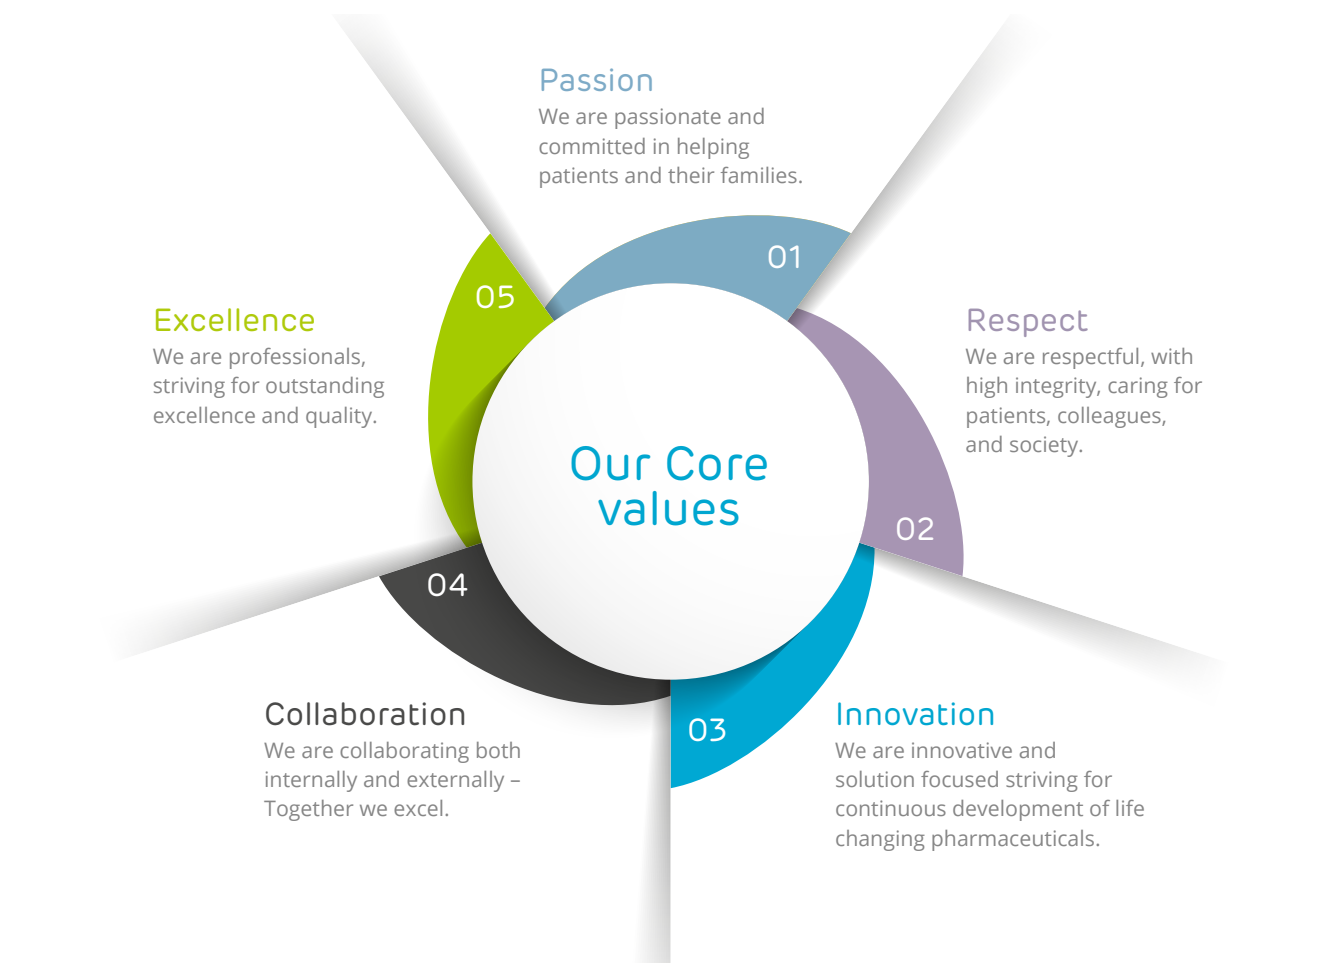 Our Core
values
01
Passion
We are passionate and
committed in helping
patients and their families.
02
Respect
We are respectful, with
high integrity, caring for
patients, colleagues,
and society.
03
Innovation
We are innovative and
solution focused striving for
continuous development of life
changing pharmaceuticals.
04
Collaboration
We are collaborating both
internally and externally –
Together we excel.
05
Excellence
We are professionals,
striving for outstanding
excellence and quality.